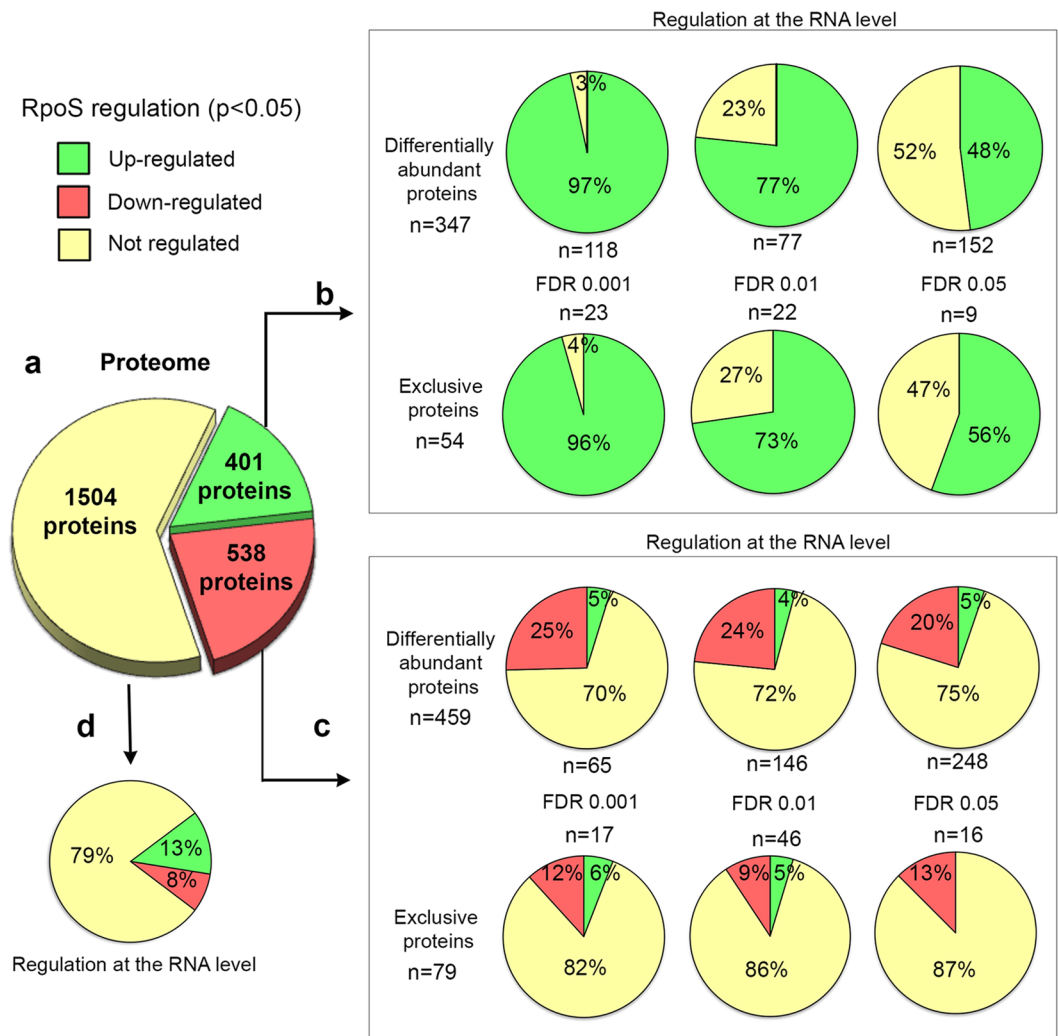 Regulation at the RNA level
RpoS regulation (p<0.05)
Up-regulated
Down-regulated
Not regulated
Differentially
abundant
proteins
n=347
3%
97%
n=118
23%
77%
n=77
52%
48%
n=152
FDR 0.001
FDR 0.01
FDR 0.05
n=23
n=22
n=9
Exclusive
proteins
n=54
4%
96%
27%
73%
47%
56%
b
a
Proteome
1504
proteins
401
proteins
538
proteins
Regulation at the RNA level
Differentially
abundant
proteins
n=459
25%
5%
70%
n=65
24%
4%
72%
n=146
20%
5%
75%
n=248
FDR 0.001
FDR 0.01
FDR 0.05
n=17
n=46
n=16
Exclusive
proteins
n=79
12%
6%
82%
9%
5%
86%
13%
87%
d
c
79%
13%
8%
Regulation at the RNA level